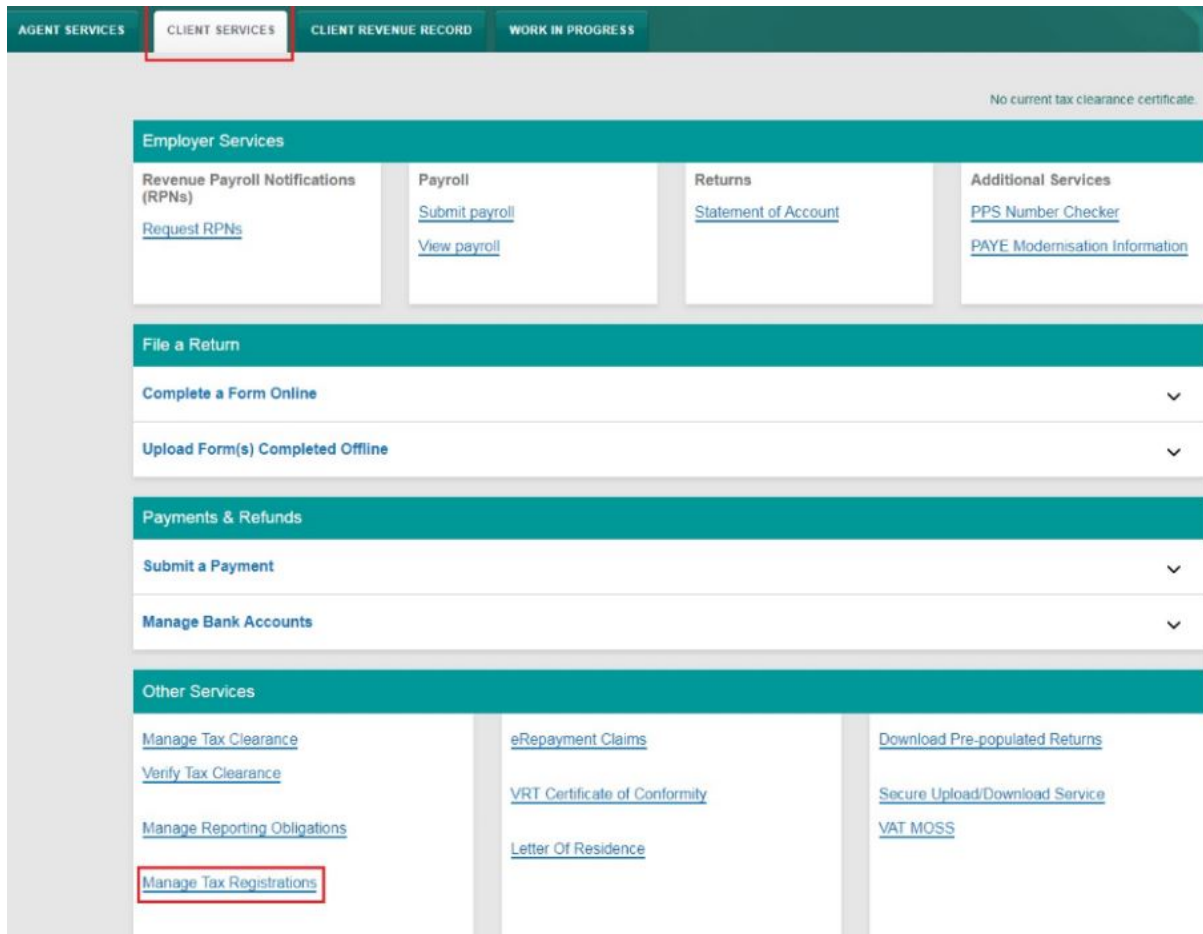 AGENT SERVICES
CLIENT SERVICES
CLIENT REVENUE RECORD
WORK IN PROGRESS
No current tax clearance certificate.
Employer Services
Revenue Payroll Notifications
(RPNs)
Request RPNs
Payroll
Submit payroll
View payroll
Returns
Statement of Account
Additional Services
PPS Number Checker
PAYE Modernisation Information
File a Return
Complete a Form Online
Upload Form(s) Completed Offline
Payments & Refunds
Submit a Payment
Manage Bank Accounts
Other Services
Manage Tax Clearance
Verify Tax Clearance
Manage Reporting Obligations
Manage Tax Registrations
eRepayment Claims
VRT Certificate of Conformity
Letter Of Residence
Download Pre-populated Returns
Secure Upload/Download Service
VAT MOSS